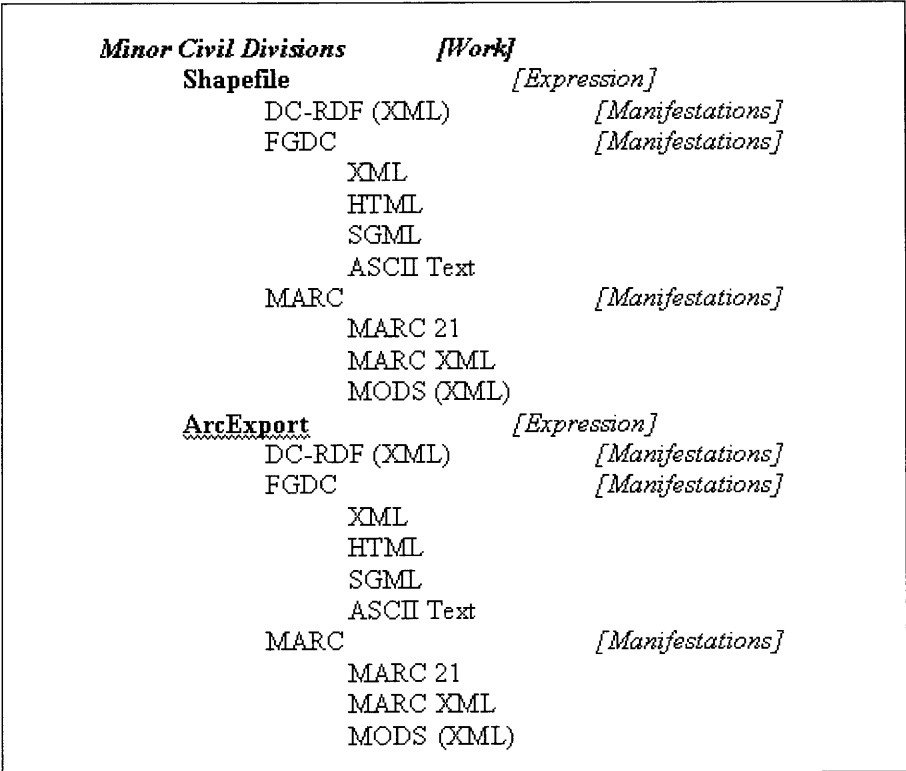 Minor Civil Divisions [Work]
Shapefile [Expression]
DC-RDF (XML) [Manifestations]
FGDC [Manifestations]
XML
HTML
SGML
ASCII Text
MARC [Manifestations]
MARC 21
MARC XML
MODS (XML)
ArcExport [Expression]
DC-RDF (XML) [Manifestations]
FGDC [Manifestations]
XML
HTML
SGML
ASCII Text
MARC [Manifestations]
MARC 21
MARC XML
MODS (XML)